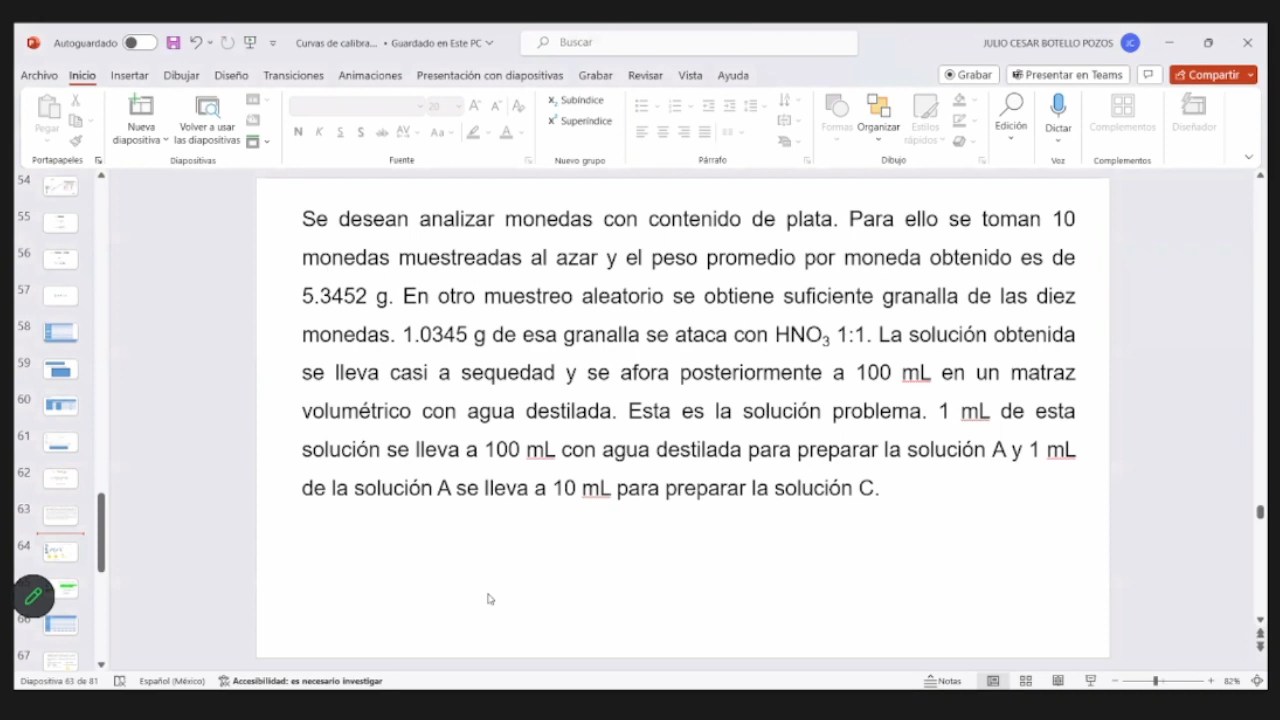 Autoguardado
Curvas de calibra... • Guardado en Este PC
Buscar
JULIO CESAR BOTELLO POZOS
JC
Archivo Inicio Insertar Dibujar Diseño Transiciones Animaciones Presentación con diapositivas Grabar Revisar Vista Ayuda
Grabar
Presentar en Teams
Compartir
Pegar
Nueva diapositiva
Volver a usar las diapositivas
20
N K S S ab AV Aa A
x₂ Subíndice
x² Superíndice
Formas
Organizar
Estilos rápidos
Edición
Dictar
Complementos
Diseñador
Portapapeles
Diapositivas
Fuente
Nuevo grupo
Párrafo
Dibujo
Voz
Complementos
54
55
56
57
58
59
60
61
62
63
64
66
67
Se desean analizar monedas con contenido de plata. Para ello se toman 10
monedas muestreadas al azar y el peso promedio por moneda obtenido es de
5.3452 g. En otro muestreo aleatorio se obtiene suficiente granalla de las diez
monedas. 1.0345 g de esa granalla se ataca con HNO₃ 1:1. La solución obtenida
se lleva casi a sequedad y se afora posteriormente a 100 mL en un matraz
volumétrico con agua destilada. Esta es la solución problema. 1 mL de esta
solución se lleva a 100 mL con agua destilada para preparar la solución A y 1 mL
de la solución A se lleva a 10 mL para preparar la solución C.
Diapositiva 63 de 81
Español (México)
Accesibilidad: es necesario investigar
Notas
82%